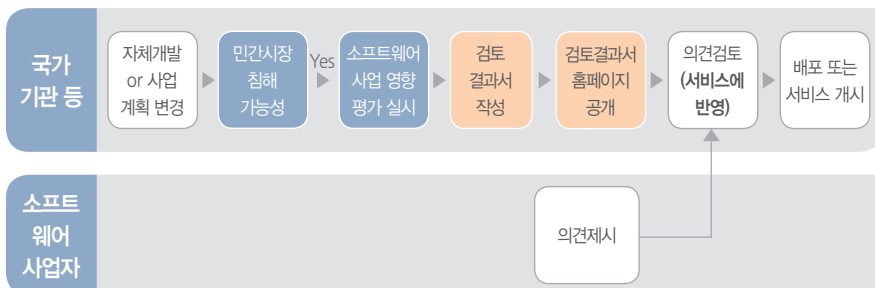 국가
기관 등
자체개발
or 사업
계획 변경
민간시장
침해
가능성
Yes
소프트웨어
사업 영향
평가 실시
검토
결과서
작성
검토결과서
홈페이지
공개
의견검토
(서비스에
반영)
배포 또는
서비스 개시
소프트
웨어
사업자
의견제시